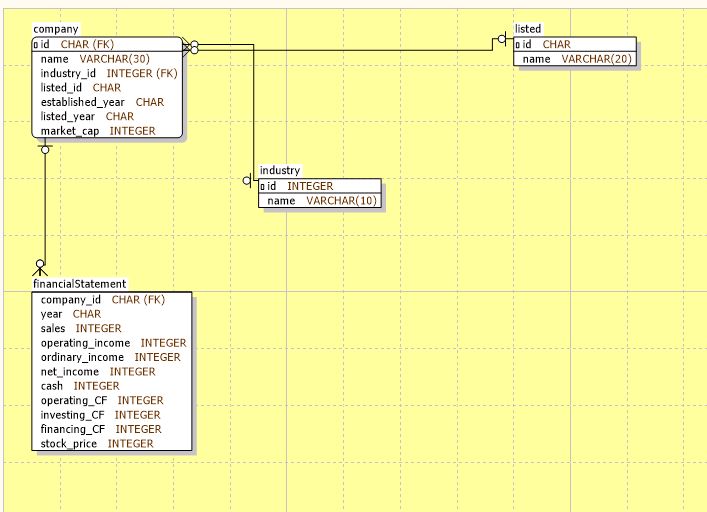 company
id CHAR (FK)
name VARCHAR(30)
industry_id INTEGER (FK)
listed_id CHAR
established_year CHAR
listed_year CHAR
market_cap INTEGER
listed
id CHAR
name VARCHAR(20)
industry
id INTEGER
name VARCHAR(10)
financialStatement
company_id CHAR (FK)
year CHAR
sales INTEGER
operating_income INTEGER
ordinary_income INTEGER
net_income INTEGER
cash INTEGER
operating_CF INTEGER
investing_CF INTEGER
financing_CF INTEGER
stock_price INTEGER